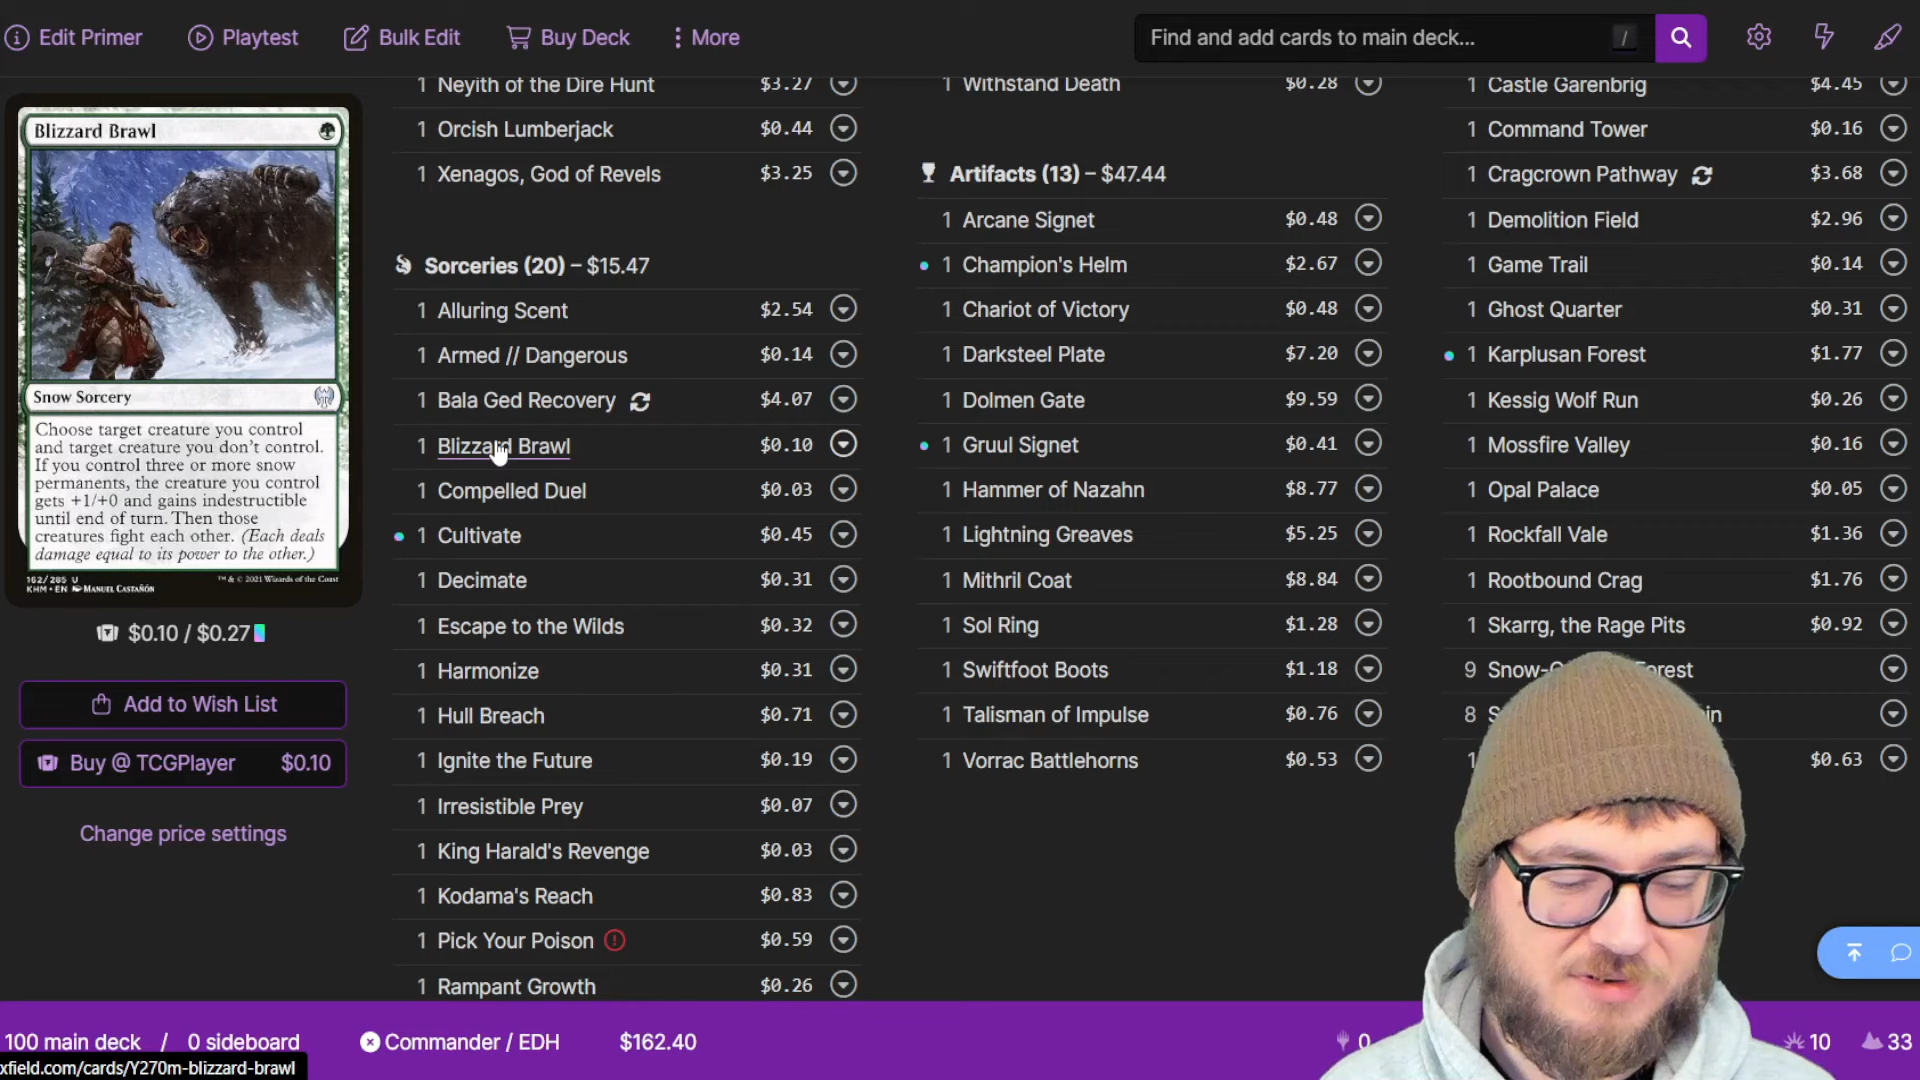 Edit Primer
Playtest
Bulk Edit
Buy Deck
More
Find and add cards to main deck...
/
Blizzard Brawl
Snow Sorcery
Choose target creature you control
and target creature you don't control.
If you control three or more snow
permanents, the creature you control
gets +1/+0 and gains indestructible
until end of turn. Then those
creatures fight each other. (Each deals
damage equal to its power to the other.)
162/285 U
KHM • EN MANUEL CASTAÑÓN
™ & © 2021 Wizards of the Coast
$0.10 / $0.27
Add to Wish List
Buy @ TCGPlayer $0.10
Change price settings
1 Neyith of the Dire Hunt $3.27
1 Orcish Lumberjack $0.44
1 Xenagos, God of Revels $3.25
Sorceries (20) – $15.47
1 Alluring Scent $2.54
1 Armed // Dangerous $0.14
1 Bala Ged Recovery $4.07
1 Blizzard Brawl $0.10
1 Compelled Duel $0.03
1 Cultivate $0.45
1 Decimate $0.31
1 Escape to the Wilds $0.32
1 Harmonize $0.31
1 Hull Breach $0.71
1 Ignite the Future $0.19
1 Irresistible Prey $0.07
1 King Harald's Revenge $0.03
1 Kodama's Reach $0.83
1 Pick Your Poison $0.59
1 Rampant Growth $0.26
1 Withstand Death $0.28
Artifacts (13) – $47.44
1 Arcane Signet $0.48
1 Champion's Helm $2.67
1 Chariot of Victory $0.48
1 Darksteel Plate $7.20
1 Dolmen Gate $9.59
1 Gruul Signet $0.41
1 Hammer of Nazahn $8.77
1 Lightning Greaves $5.25
1 Mithril Coat $8.84
1 Sol Ring $1.28
1 Swiftfoot Boots $1.18
1 Talisman of Impulse $0.76
1 Vorrac Battlehorns $0.53
1 Castle Garenbrig $4.45
1 Command Tower $0.16
1 Cragcrown Pathway $3.68
1 Demolition Field $2.96
1 Game Trail $0.14
1 Ghost Quarter $0.31
1 Karplusan Forest $1.77
1 Kessig Wolf Run $0.26
1 Mossfire Valley $0.16
1 Opal Palace $0.05
1 Rockfall Vale $1.36
1 Rootbound Crag $1.76
1 Skarrg, the Rage Pits $0.92
9
8
1 $0.63
100 main deck / 0 sideboard
Commander / EDH
$162.40
0
10
33
xfield.com/cards/Y270m-blizzard-brawl